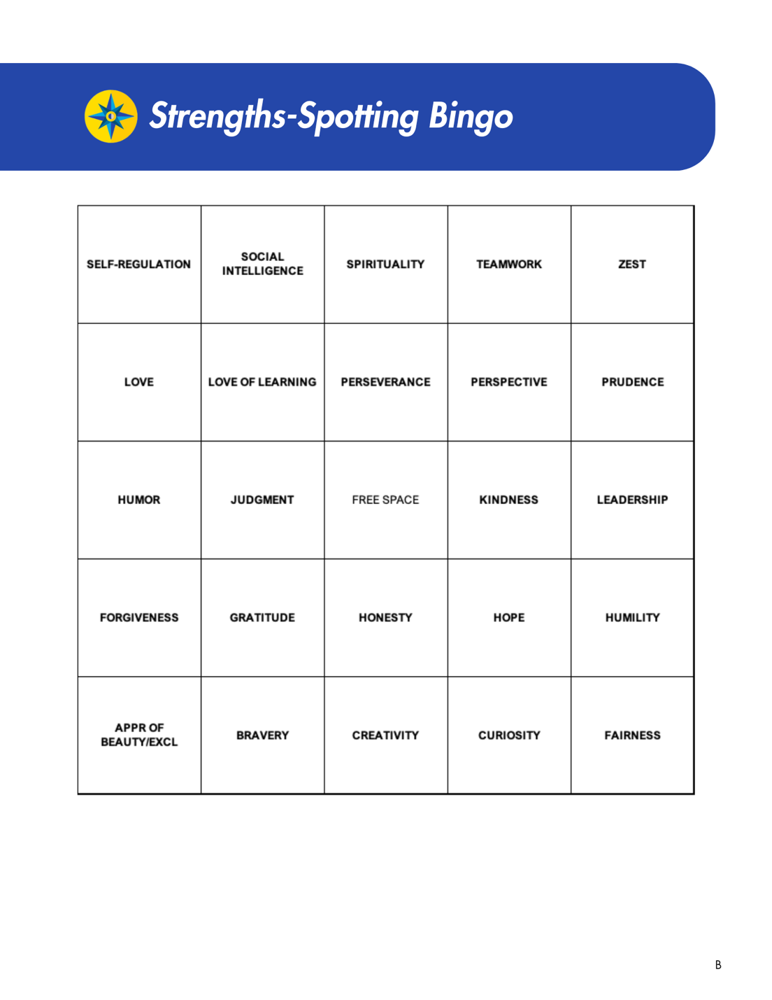 Strengths-Spotting Bingo
SELF-REGULATION
SOCIAL
INTELLIGENCE
SPIRITUALITY
TEAMWORK
ZEST
LOVE
LOVE OF LEARNING
PERSEVERANCE
PERSPECTIVE
PRUDENCE
HUMOR
JUDGMENT
FREE SPACE
KINDNESS
LEADERSHIP
FORGIVENESS
GRATITUDE
HONESTY
HOPE
HUMILITY
APPR OF
BEAUTY/EXCL
BRAVERY
CREATIVITY
CURIOSITY
FAIRNESS
B